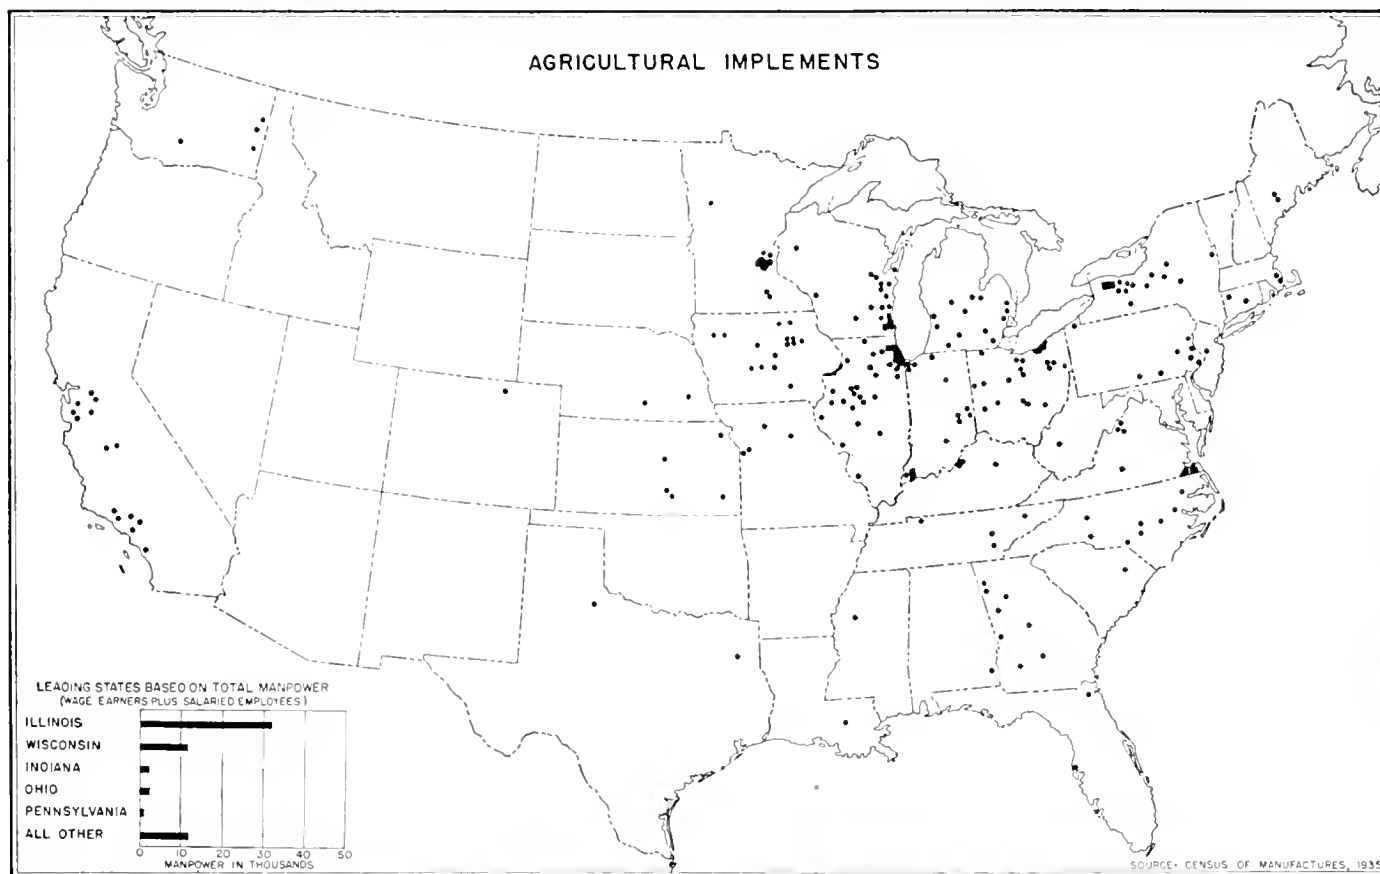 AGRICULTURAL IMPLEMENTS
LEADING STATES BASED ON TOTAL MANPOWER
(WAGE EARNERS PLUS SALARIED EMPLOYEES)
ILLINOIS
WISCONSIN
INDIANA
OHIO
PENNSYLVANIA
ALL OTHER
0 10 20 30 40 50
MANPOWER IN THOUSANDS
SOURCE: CENSUS OF MANUFACTURES, 1935